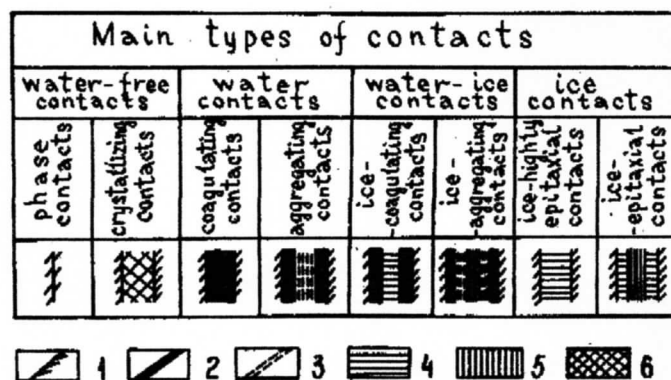 Main types of contacts
water-free contacts
water contacts
water-ice contacts
ice contacts
phase contacts
crystallizing contacts
coagulating contacts
aggregating contacts
ice-
-coagulating contacts
ice-
-aggregating contacts
ice-highly epitaxial contacts
ice-
-epitaxial contacts
1 2 3 4 5 6